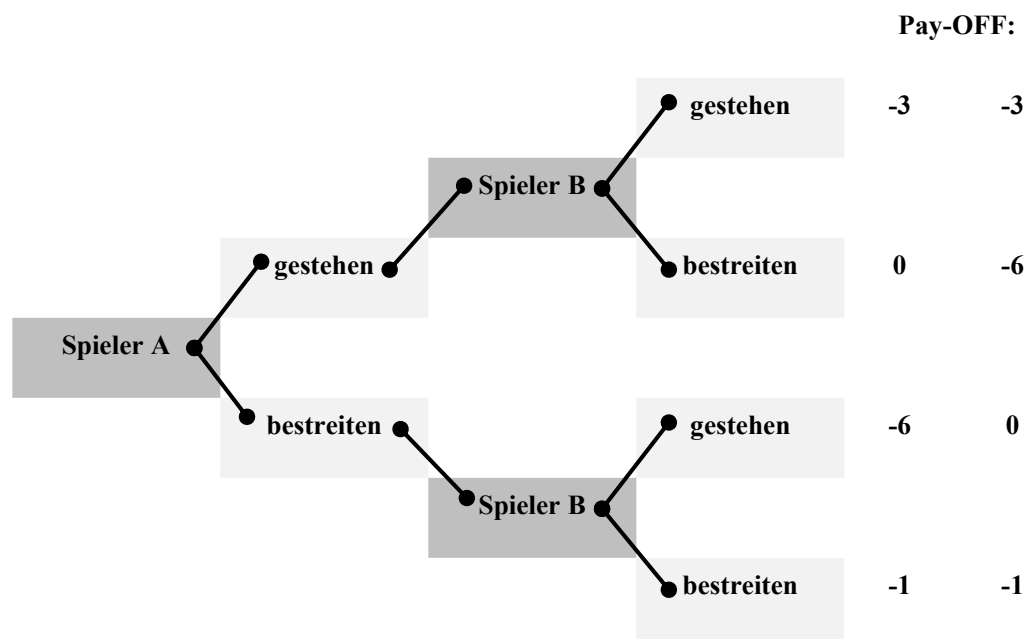 Pay-OFF:
gestehen -3 -3
Spieler B
gestehen bestreiten 0 -6
Spieler A
bestreiten gestehen -6 0
Spieler B
bestreiten -1 -1